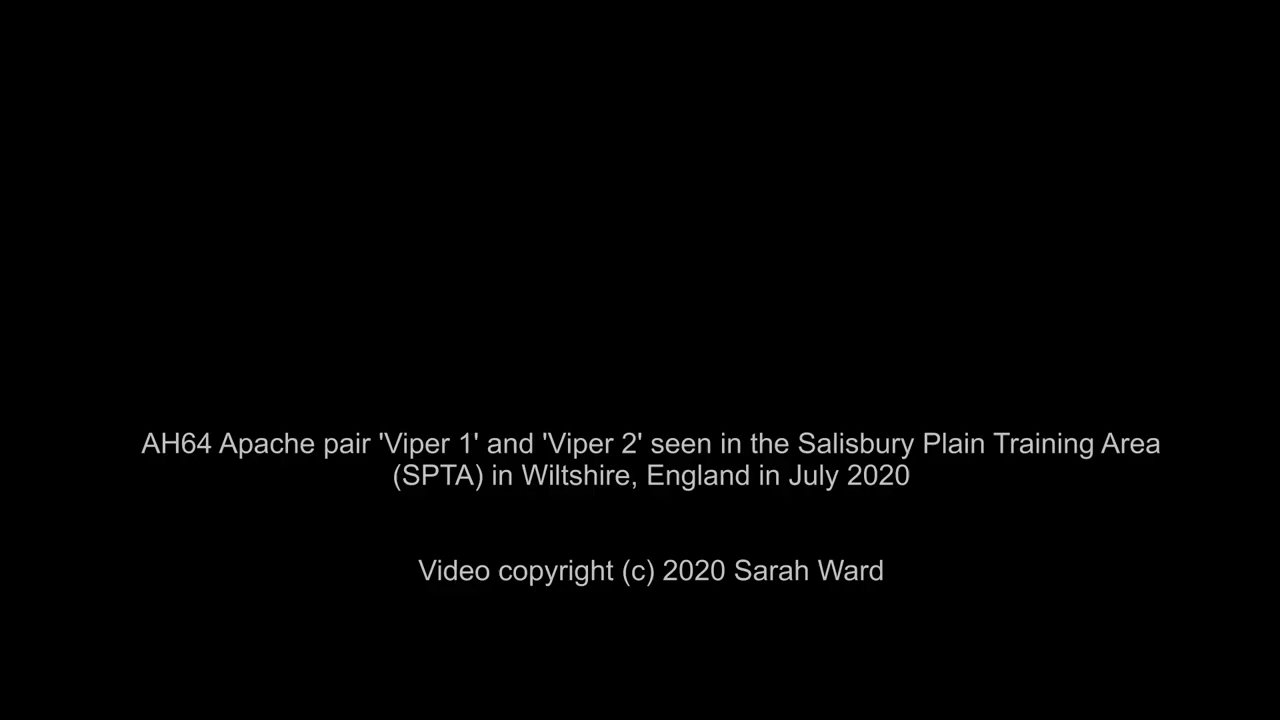 AH64 Apache pair 'Viper 1' and 'Viper 2' seen in the Salisbury Plain Training Area
(SPTA) in Wiltshire, England in July 2020
Video copyright (c) 2020 Sarah Ward